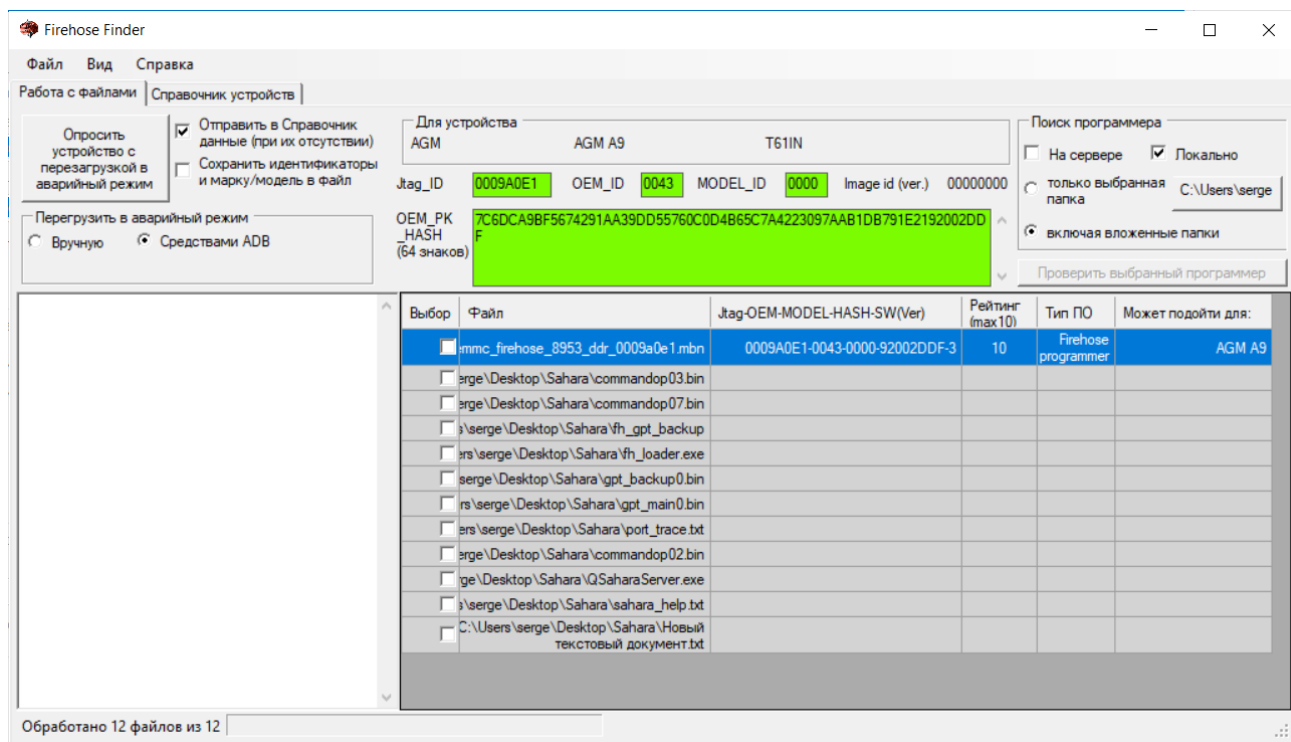 Firehose Finder
Файл Вид Справка
Работа с файлами Справочник устройств
Опросить
устройство с
перезагрузкой в
аварийный режим
Отправить в Справочник
данные (при их отсутствии)
Сохранить идентификаторы
и марку/модель в файл
Перегрузить в аварийный режим
Вручную Средствами ADB
Для устройства
AGM AGM A9 T61IN
Jtag_ID 0009A0E1 OEM_ID 0043 MODEL_ID 0000 Image id (ver.) 00000000
OEM_PK
_HASH
(64 знаков)
7C6DCA9BF5674291AA39DD55760C0D4B65C7A4223097AAB1DB791E2192002DD
F
Поиск программера
На сервере Локально
только выбранная
папка
C:\Users\serge
включая вложенные папки
Проверить выбранный программер
Выбор Файл Jtag-OEM-MODEL-HASH-SW(Ver) Рейтинг (max10) Тип ПО Может подойти для:
emmc_firehose_8953_ddr_0009a0e1.mbn 0009A0E1-0043-0000-92002DDF-3 10 Firehose programmer AGM A9
erge\Desktop\Sahara\commandop03.bin
erge\Desktop\Sahara\commandop07.bin
s\serge\Desktop\Sahara\fh_gpt_backup
ers\serge\Desktop\Sahara\fh_loader.exe
serge\Desktop\Sahara\gpt_backup0.bin
rs\serge\Desktop\Sahara\gpt_main0.bin
ers\serge\Desktop\Sahara\port_trace.txt
erge\Desktop\Sahara\commandop02.bin
ge\Desktop\Sahara\QSaharaServer.exe
s\serge\Desktop\Sahara\sahara_help.txt
C:\Users\serge\Desktop\Sahara\Новый
текстовый документ.txt
Обработано 12 файлов из 12